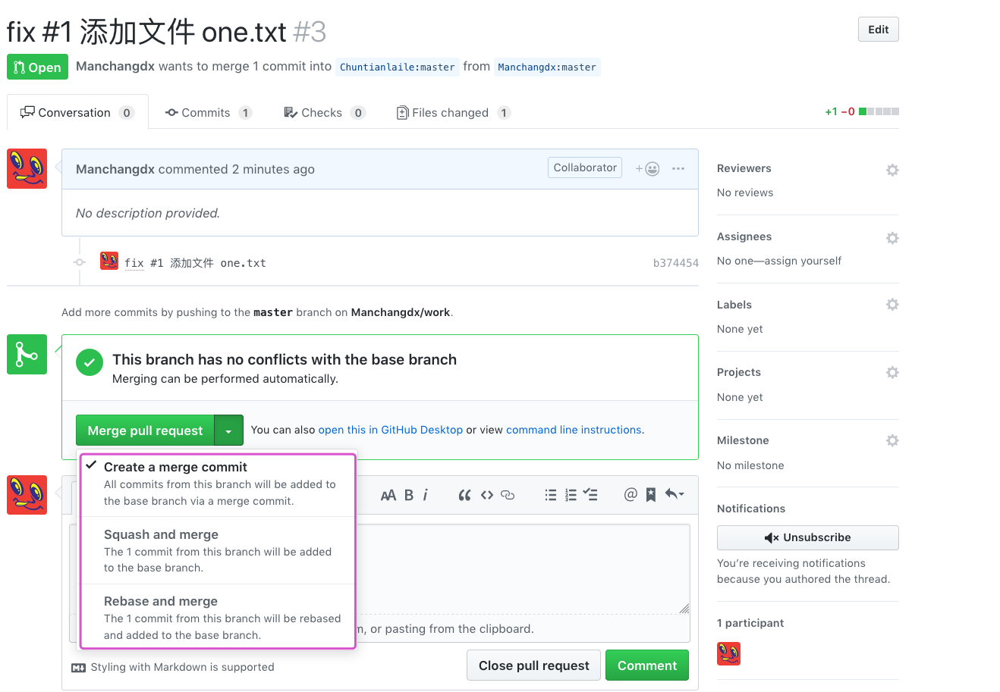 fix #1 添加文件 one.txt #3
Edit
Open
Manchangdx wants to merge 1 commit into Chuntianlaile:master from Manchangdx:master
Conversation 0
Commits 1
Checks 0
Files changed 1
+1 −0
Manchangdx commented 2 minutes ago
Collaborator
No description provided.
fix #1 添加文件 one.txt
b374454
Add more commits by pushing to the master branch on Manchangdx/work.
This branch has no conflicts with the base branch
Merging can be performed automatically.
Merge pull request
You can also open this in GitHub Desktop or view command line instructions.
Create a merge commit
All commits from this branch will be added to
the base branch via a merge commit.
Squash and merge
The 1 commit from this branch will be added
to the base branch.
Rebase and merge
The 1 commit from this branch will be rebased
and added to the base branch.
or pasting from the clipboard.
Styling with Markdown is supported
Close pull request
Comment
Reviewers
No reviews
Assignees
No one—assign yourself
Labels
None yet
Projects
None yet
Milestone
No milestone
Notifications
Unsubscribe
You’re receiving notifications
because you authored the thread.
1 participant